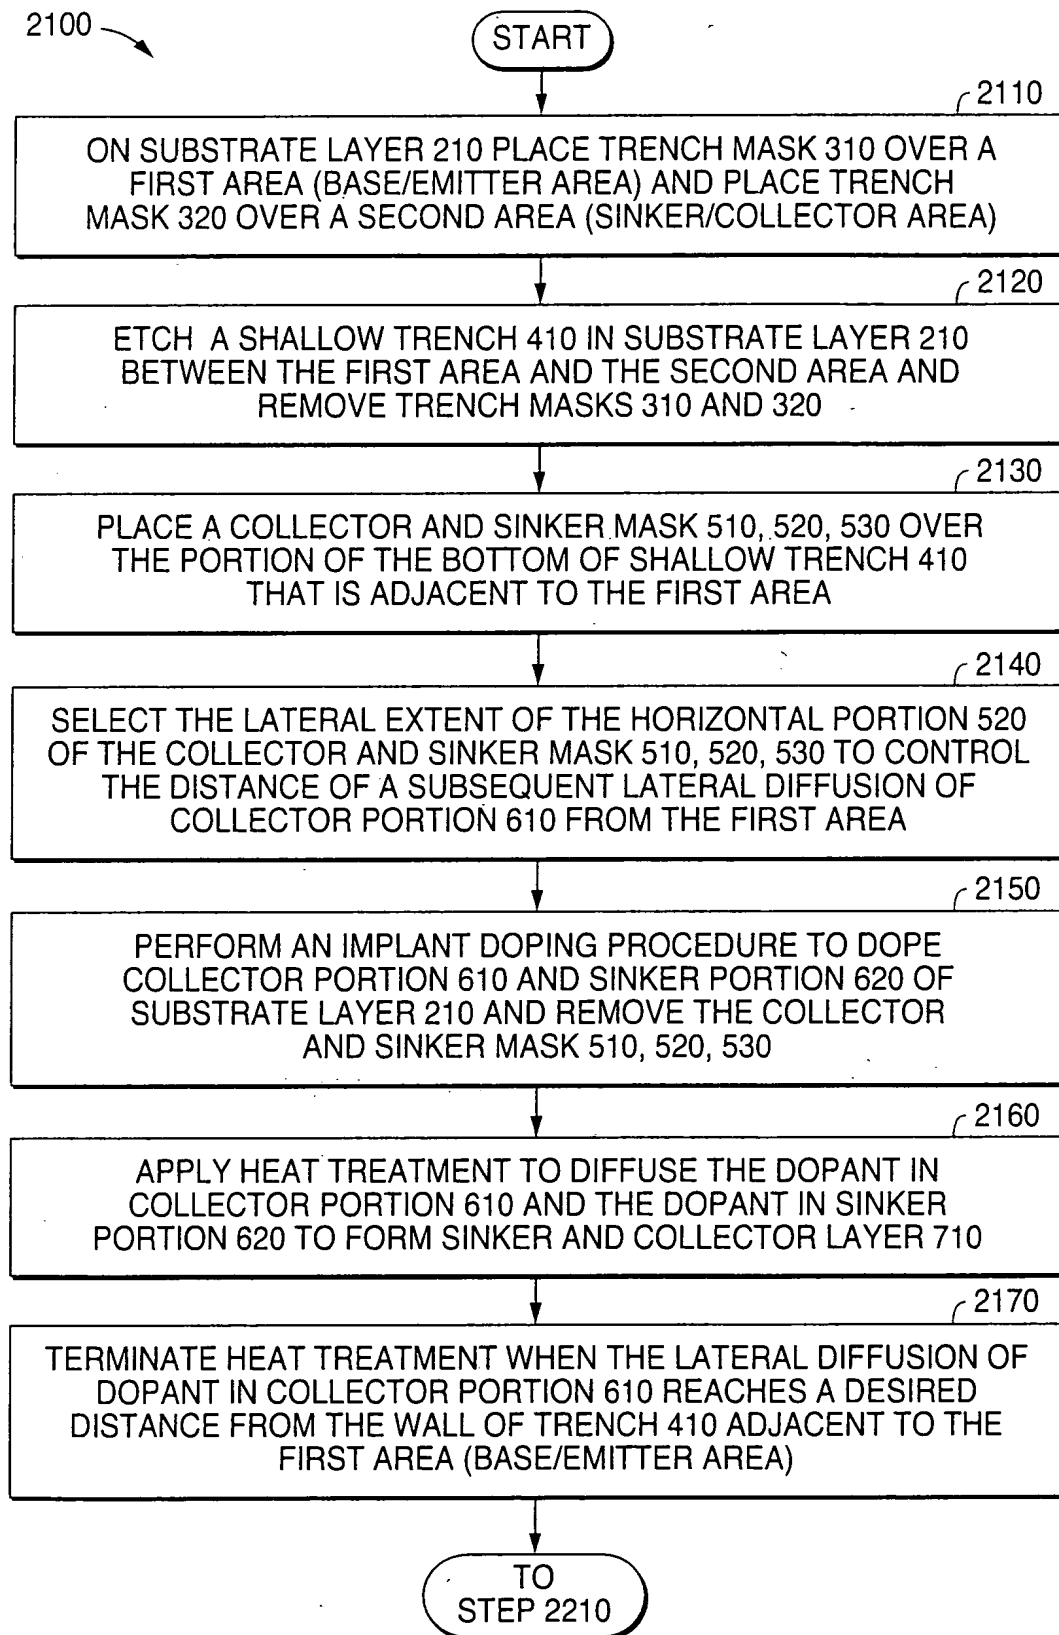 2100
START
2110
ON SUBSTRATE LAYER 210 PLACE TRENCH MASK 310 OVER A
FIRST AREA (BASE/EMITTER AREA) AND PLACE TRENCH
MASK 320 OVER A SECOND AREA (SINKER/COLLECTOR AREA)
2120
ETCH A SHALLOW TRENCH 410 IN SUBSTRATE LAYER 210
BETWEEN THE FIRST AREA AND THE SECOND AREA AND
REMOVE TRENCH MASKS 310 AND 320
2130
PLACE A COLLECTOR AND SINKER MASK 510, 520, 530 OVER
THE PORTION OF THE BOTTOM OF SHALLOW TRENCH 410
THAT IS ADJACENT TO THE FIRST AREA
2140
SELECT THE LATERAL EXTENT OF THE HORIZONTAL PORTION 520
OF THE COLLECTOR AND SINKER MASK 510, 520, 530 TO CONTROL
THE DISTANCE OF A SUBSEQUENT LATERAL DIFFUSION OF
COLLECTOR PORTION 610 FROM THE FIRST AREA
2150
PERFORM AN IMPLANT DOPING PROCEDURE TO DOPE
COLLECTOR PORTION 610 AND SINKER PORTION 620 OF
SUBSTRATE LAYER 210 AND REMOVE THE COLLECTOR
AND SINKER MASK 510, 520, 530
2160
APPLY HEAT TREATMENT TO DIFFUSE THE DOPANT IN
COLLECTOR PORTION 610 AND THE DOPANT IN SINKER
PORTION 620 TO FORM SINKER AND COLLECTOR LAYER 710
2170
TERMINATE HEAT TREATMENT WHEN THE LATERAL DIFFUSION OF
DOPANT IN COLLECTOR PORTION 610 REACHES A DESIRED
DISTANCE FROM THE WALL OF TRENCH 410 ADJACENT TO THE
FIRST AREA (BASE/EMITTER AREA)
TO
STEP 2210